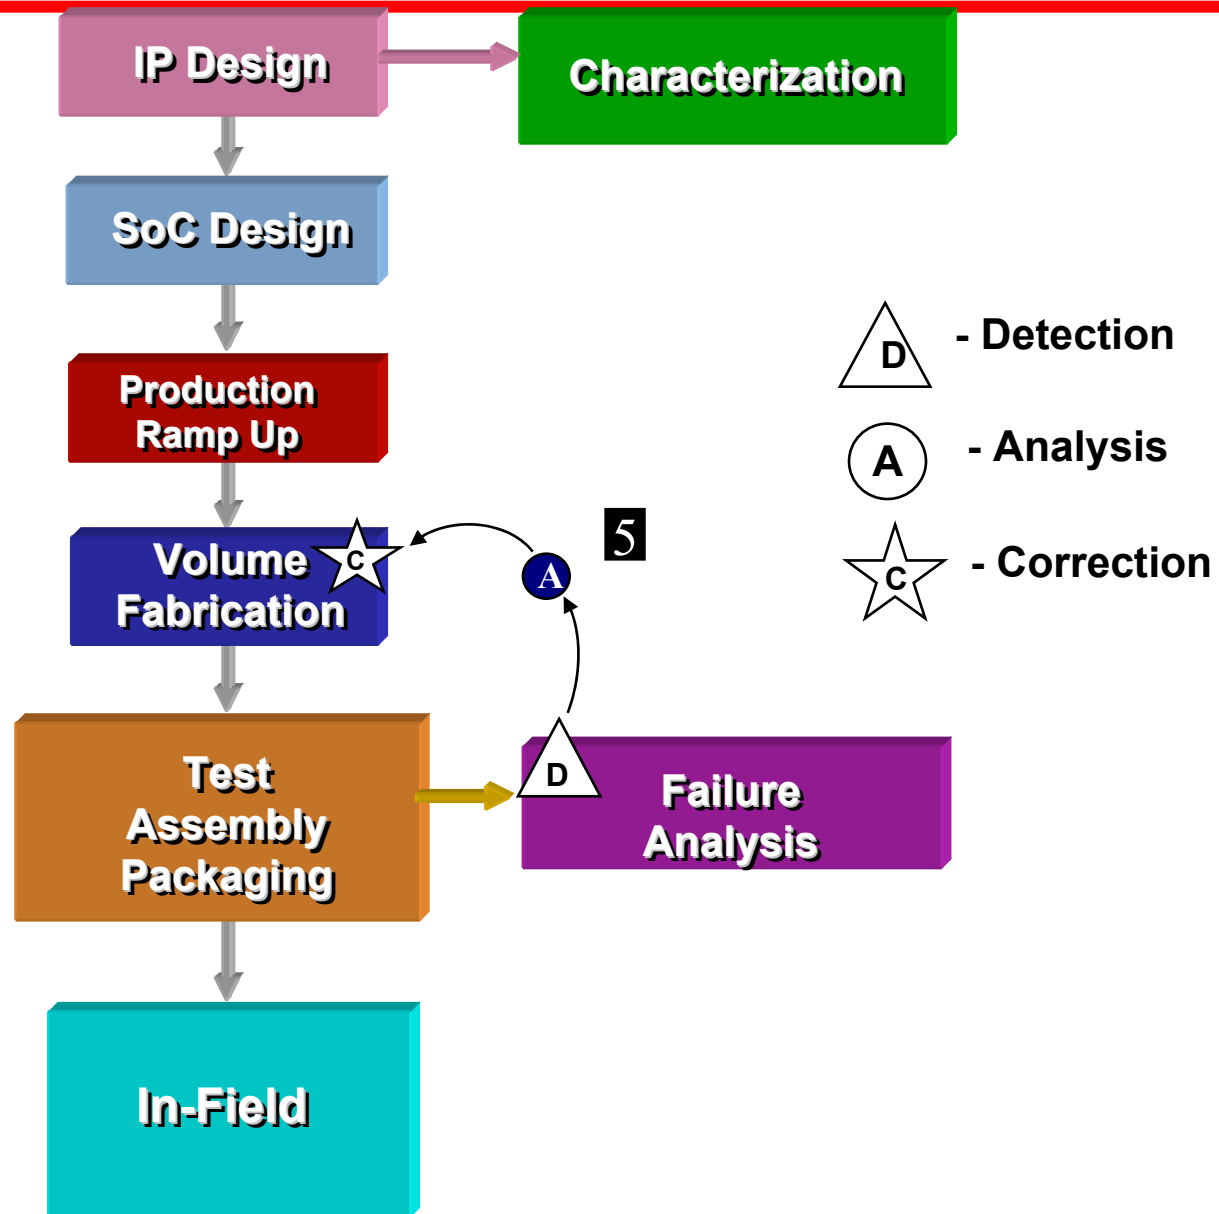 IP Design
Characterization
SoC Design
Production
Ramp Up
Volume
Fabrication
C
A
5
D
Test
Assembly
Packaging
Failure
Analysis
In-Field
D
- Detection
A
- Analysis
C
- Correction